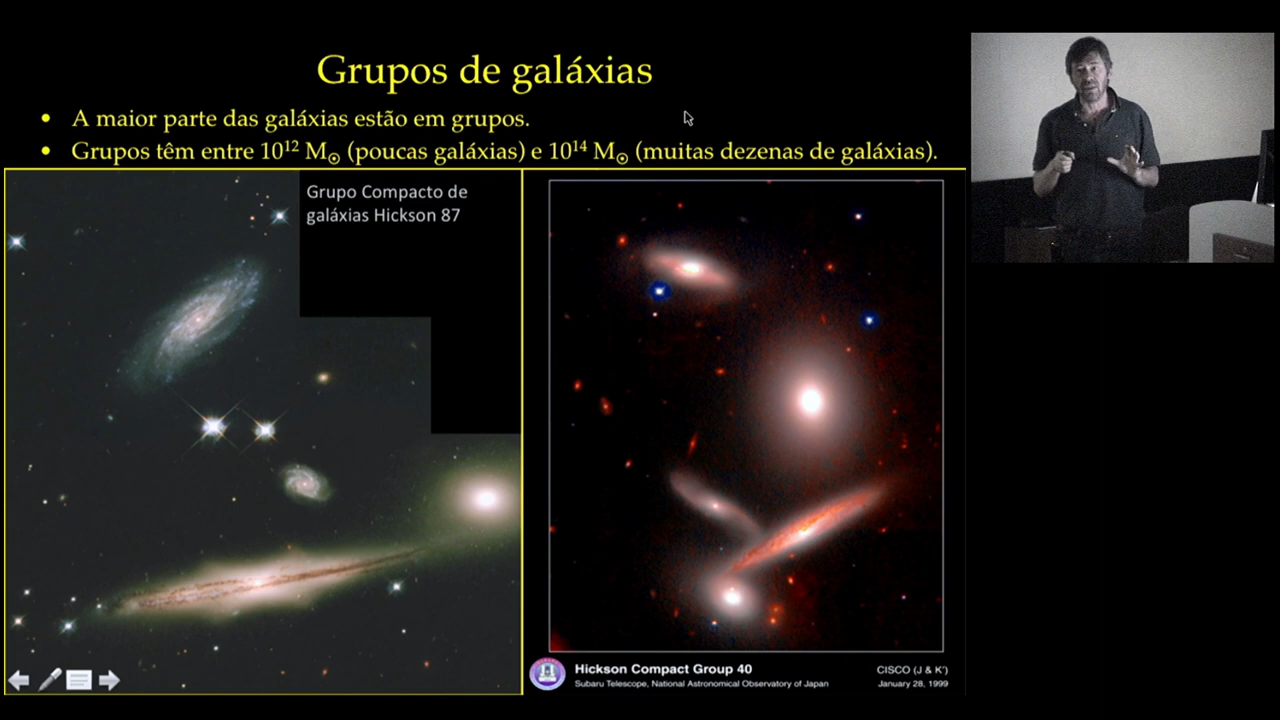 Grupos de galáxias
• A maior parte das galáxias estão em grupos.
• Grupos têm entre 10¹² M☉ (poucas galáxias) e 10¹⁴ M☉ (muitas dezenas de galáxias).
Grupo Compacto de
galáxias Hickson 87
Hickson Compact Group 40
Subaru Telescope, National Astronomical Observatory of Japan
CISCO (J & K')
January 28, 1999